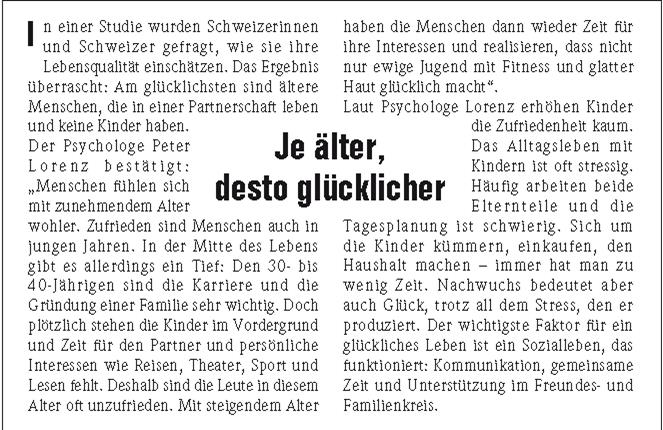 Je älter,
desto glücklicher
In einer Studie wurden Schweizerinnen
und Schweizer gefragt, wie sie ihre
Lebensqualität einschätzen. Das Ergebnis
überrascht: Am glücklichsten sind ältere
Menschen, die in einer Partnerschaft leben
und keine Kinder haben.
Der Psychologe Peter
Lorenz bestätigt:
„Menschen fühlen sich
mit zunehmendem Alter
wohler. Zufrieden sind Menschen auch in
jungen Jahren. In der Mitte des Lebens
gibt es allerdings ein Tief: Den 30- bis
40-Jährigen sind die Karriere und die
Gründung einer Familie sehr wichtig. Doch
plötzlich stehen die Kinder im Vordergrund
und Zeit für den Partner und persönliche
Interessen wie Reisen, Theater, Sport und
Lesen fehlt. Deshalb sind die Leute in diesem
Alter oft unzufrieden. Mit steigendem Alter
haben die Menschen dann wieder Zeit für
ihre Interessen und realisieren, dass nicht
nur ewige Jugend mit Fitness und glatter
Haut glücklich macht“.
Laut Psychologe Lorenz erhöhen Kinder
die Zufriedenheit kaum.
Das Alltagsleben mit
Kindern ist oft stressig.
Häufig arbeiten beide
Elternteile und die
Tagesplanung ist schwierig. Sich um
die Kinder kümmern, einkaufen, den
Haushalt machen – immer hat man zu
wenig Zeit. Nachwuchs bedeutet aber
auch Glück, trotz all dem Stress, den er
produziert. Der wichtigste Faktor für ein
glückliches Leben ist ein Sozialleben, das
funktioniert: Kommunikation, gemeinsame
Zeit und Unterstützung im Freundes- und
Familienkreis.